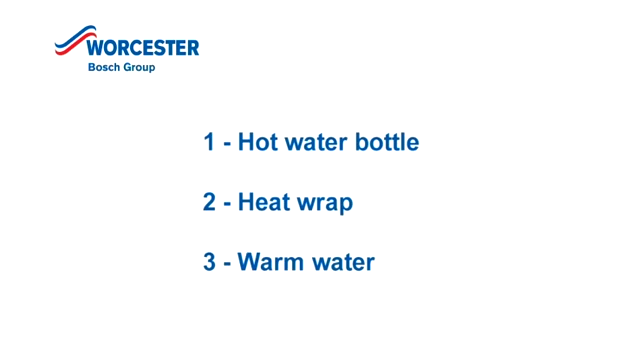 WORCESTER
Bosch Group
1 - Hot water bottle
2 - Heat wrap
3 - Warm water